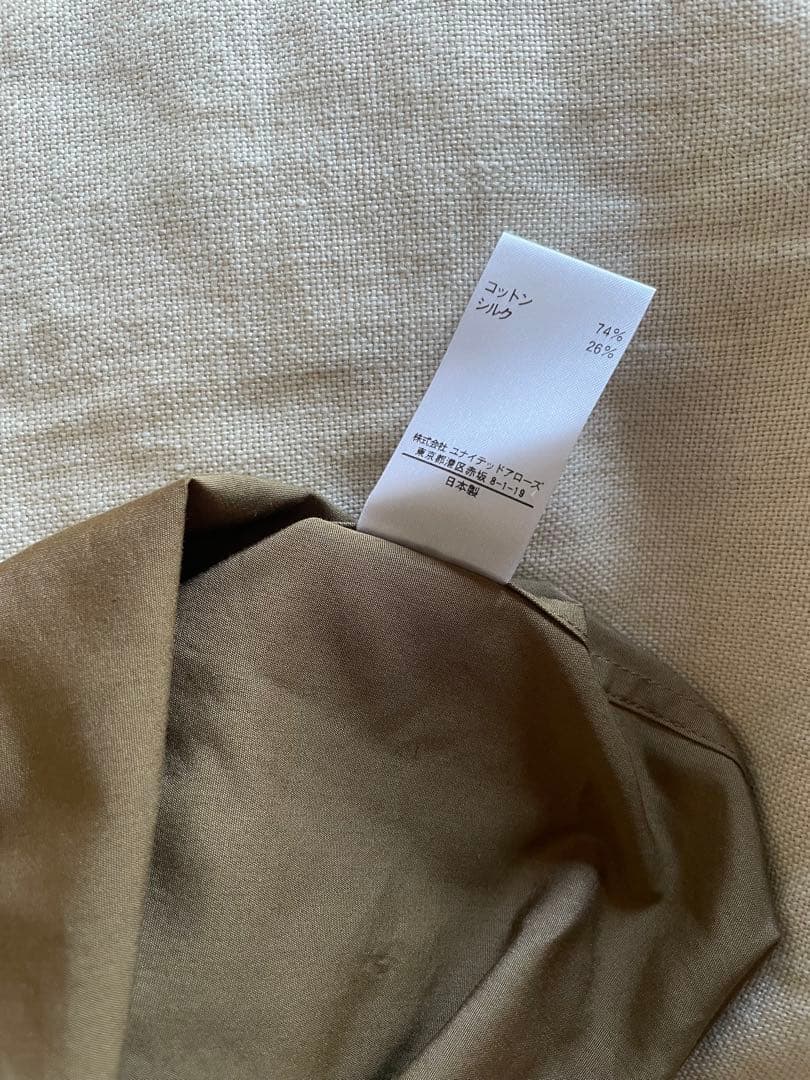 コットン 74%
シルク 26%
株式会社 ユナイテッドアローズ
東京都港区赤坂 8-1-19
日本製